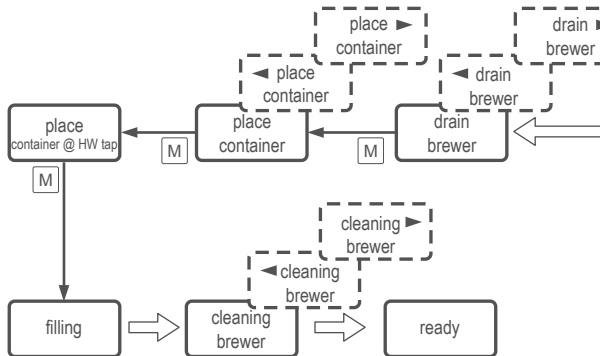 place ►
container
drain ►
brewer
◄ place
container
◄ drain
brewer
place
container @ HW tap
M
place
container
M
drain
brewer
M
cleaning ►
brewer
◄ cleaning
brewer
filling
cleaning
brewer
ready